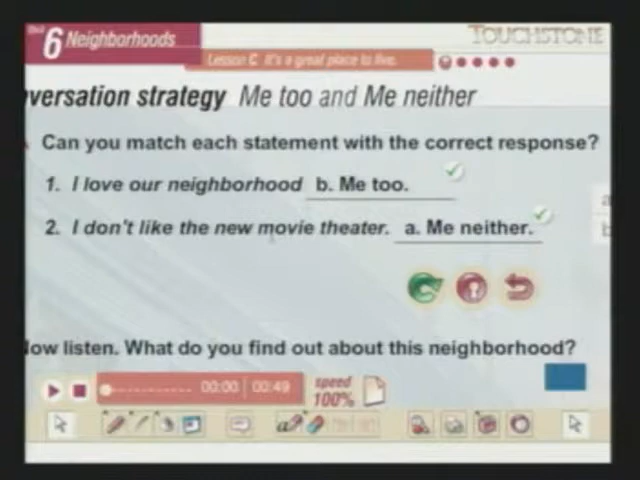 Unit
6 Neighborhoods
TOUCHSTONE
Lesson C It's a great place to live.
versation strategy Me too and Me neither
Can you match each statement with the correct response?
1. I love our neighborhood b. Me too.
2. I don't like the new movie theater. a. Me neither.
a
b
ow listen. What do you find out about this neighborhood?
00:00 00:49 speed
100%
a